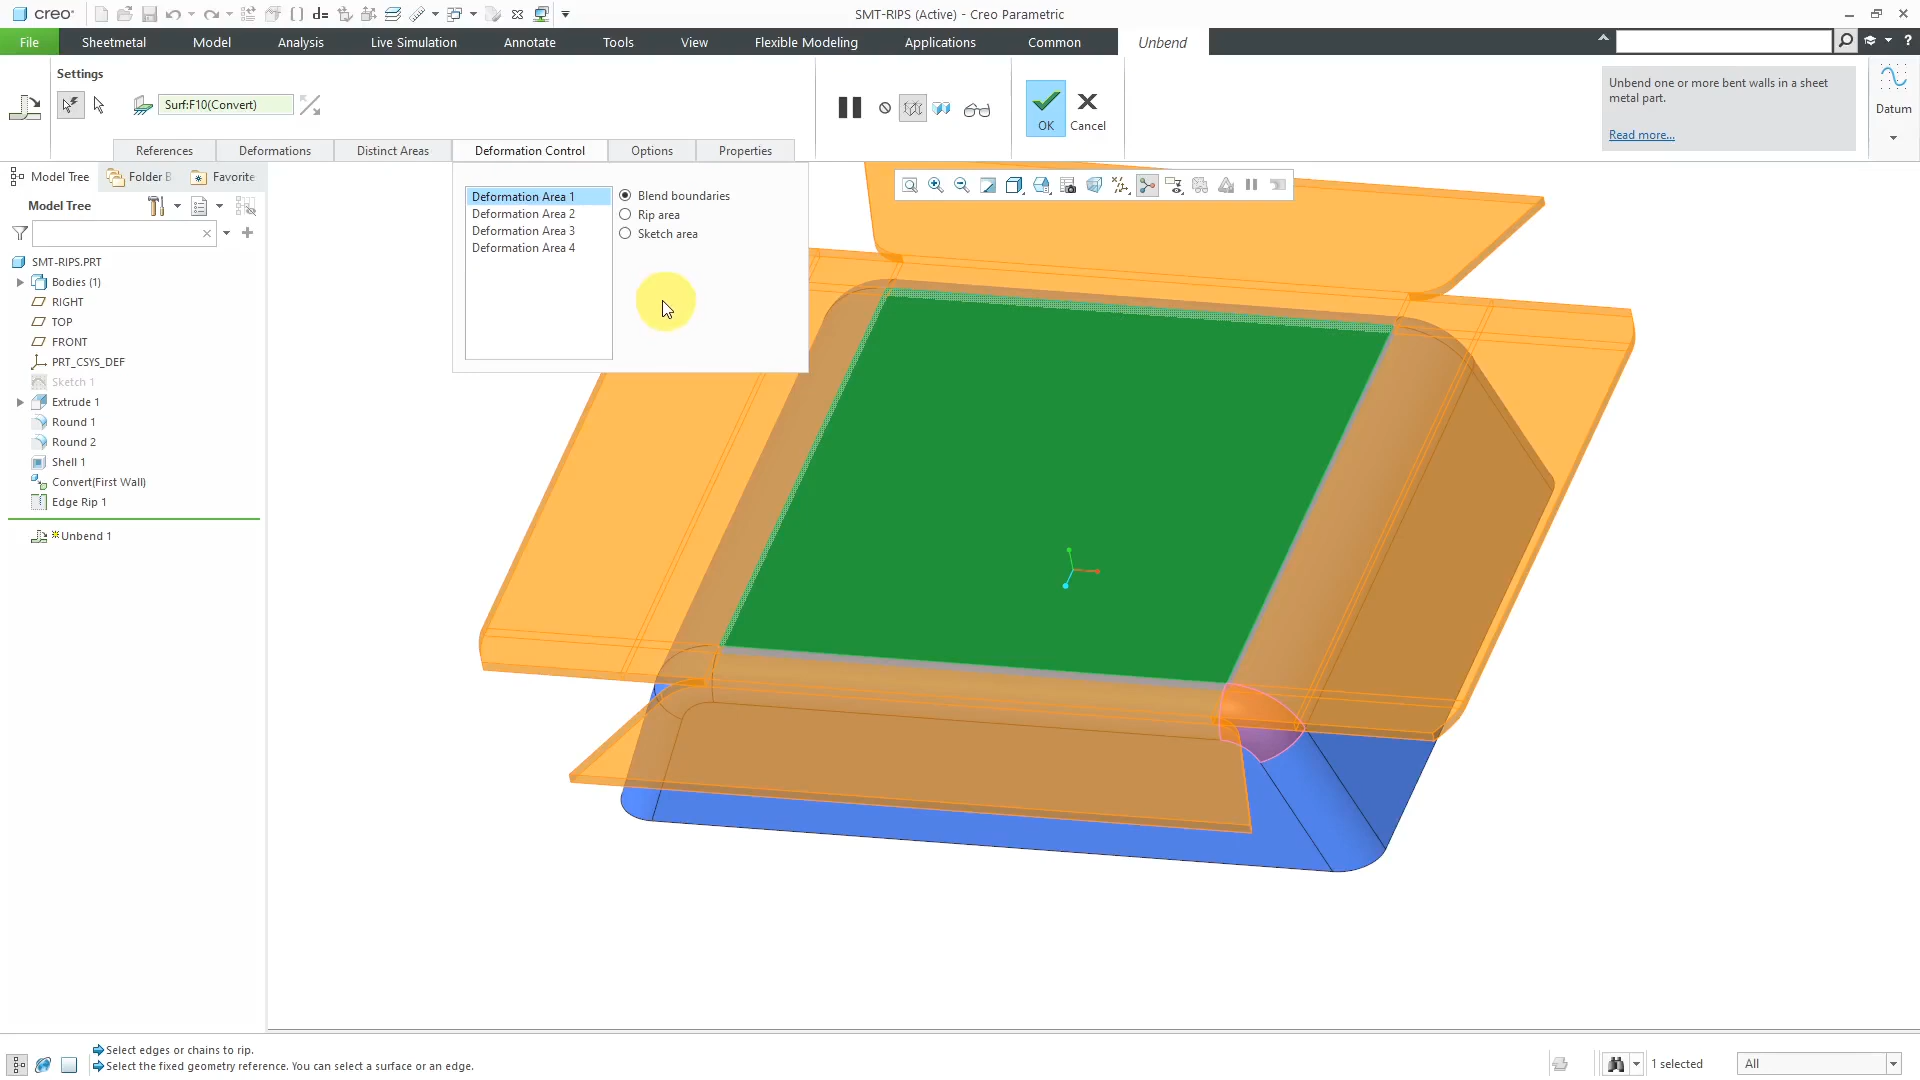 creo
SMT-RIPS (Active) - Creo Parametric
File
Sheetmetal
Model
Analysis
Live Simulation
Annotate
Tools
View
Flexible Modeling
Applications
Common
Unbend
Settings
Surf:F10(Convert)
OK
Cancel
Unbend one or more bent walls in a sheet
metal part.
Read more...
Datum
References
Deformations
Distinct Areas
Deformation Control
Options
Properties
Model Tree
Folder B
Favorite
Model Tree
Deformation Area 1
Deformation Area 2
Deformation Area 3
Deformation Area 4
Blend boundaries
Rip area
Sketch area
SMT-RIPS.PRT
Bodies (1)
RIGHT
TOP
FRONT
PRT_CSYS_DEF
Sketch 1
Extrude 1
Round 1
Round 2
Shell 1
Convert(First Wall)
Edge Rip 1
Unbend 1
Select edges or chains to rip.
Select the fixed geometry reference. You can select a surface or an edge.
1 selected
All